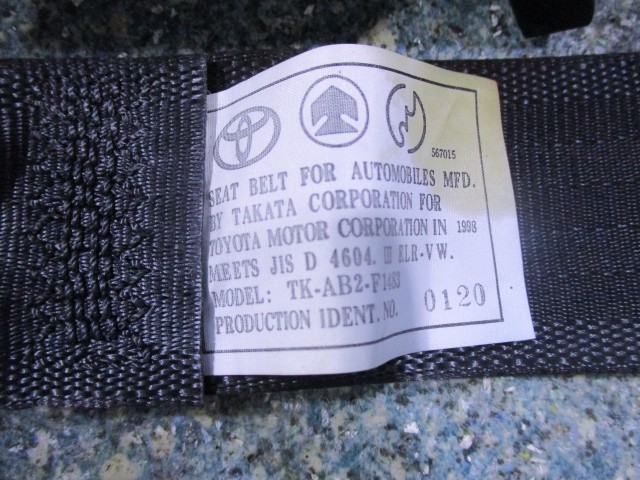 567015
SEAT BELT FOR AUTOMOBILES MFD.
BY TAKATA CORPORATION FOR
TOYOTA MOTOR CORPORATION IN 1998
MEETS JIS D 4604. III ELR-VW.
MODEL: TK-AB2-F1483
PRODUCTION IDENT. NO. 0120